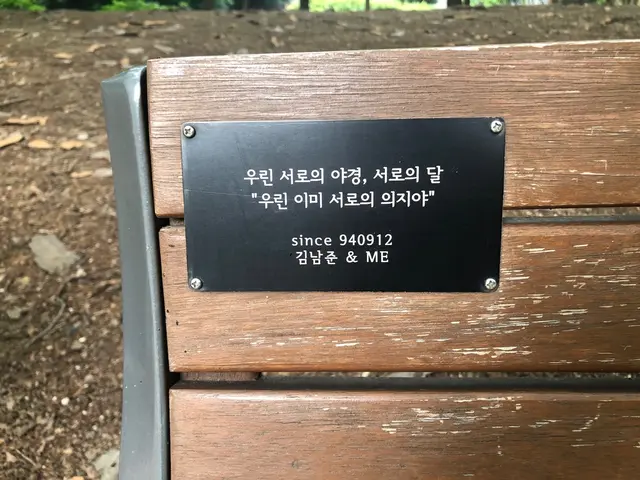 우린 서로의 야경, 서로의 달
"우린 이미 서로의 의지야"
since 940912
김남준 & ME